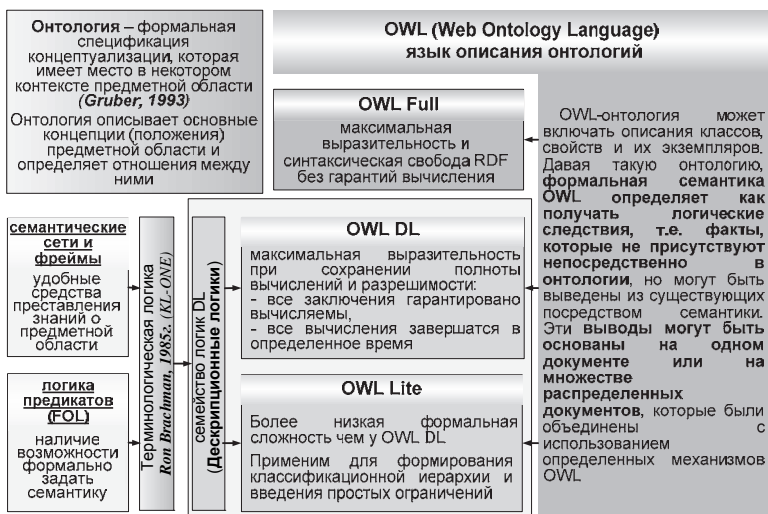 Онтология – формальная
спецификация
концептуализации, которая
имеет место в некотором
контексте предметной области
(Gruber, 1993)
Онтология описывает основные
концепции (положения)
предметной области и
определяет отношения между
ними
OWL (Web Ontology Language)
язык описания онтологий
OWL Full
максимальная
выразительность и
синтаксическая свобода RDF
без гарантий вычисления
OWL-онтология может
включать описания классов,
свойств и их экземпляров.
Давая такую онтологию,
формальная семантика
OWL определяет как
получать логические
следствия, т.е. факты,
которые не присутствуют
непосредственно в
онтологии, но могут быть
выведены из существующих
посредством семантики.
Эти выводы могут быть
основаны на одном
документе или на
множестве
распределенных
документов, которые были
объединены с
использованием
определенных механизмов
OWL
семантические
сети и
фреймы
удобные
средства
преставления
знаний о
предметной
области
логика
предикатов
(FOL)
наличие
возможности
формально
задать
семантику
Терминологическая логика
Ron Brachman, 1985г. (KL-ONE)
семейство логик DL
(Дескрипционные логики)
OWL DL
максимальная выразительность
при сохранении полноты
вычислений и разрешимости:
- все заключения гарантировано
вычисляемы,
- все вычисления завершатся в
определенное время
OWL Lite
Более низкая формальная
сложность чем у OWL DL
Применим для формирования
классификационной иерархии и
введения простых ограничений